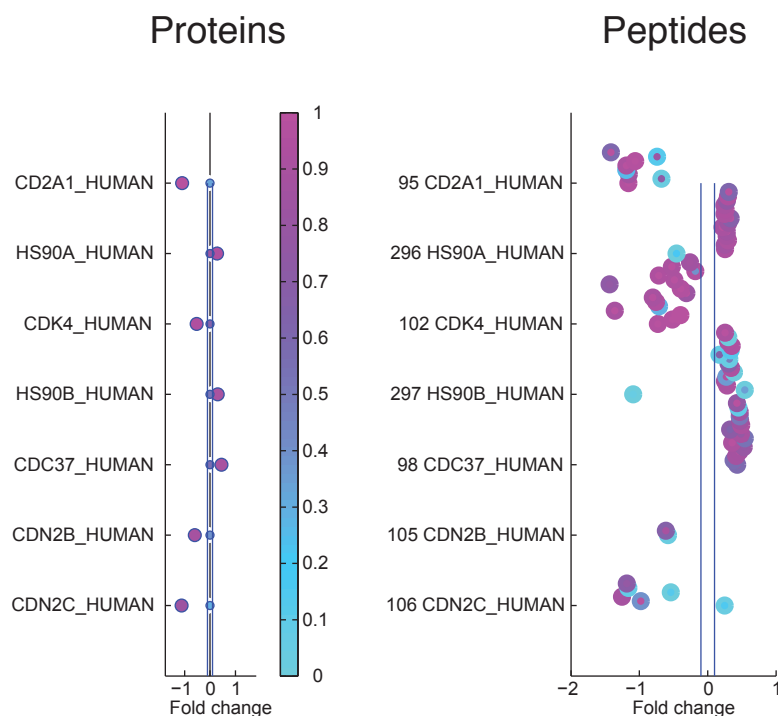 Proteins
Peptides
CD2A1_HUMAN
HS90A_HUMAN
CDK4_HUMAN
HS90B_HUMAN
CDC37_HUMAN
CDN2B_HUMAN
CDN2C_HUMAN
−1 0 1
Fold change
1
0.9
0.8
0.7
0.6
0.5
0.4
0.3
0.2
0.1
0
95 CD2A1_HUMAN
296 HS90A_HUMAN
102 CDK4_HUMAN
297 HS90B_HUMAN
98 CDC37_HUMAN
105 CDN2B_HUMAN
106 CDN2C_HUMAN
−2 −1 0 1
Fold change